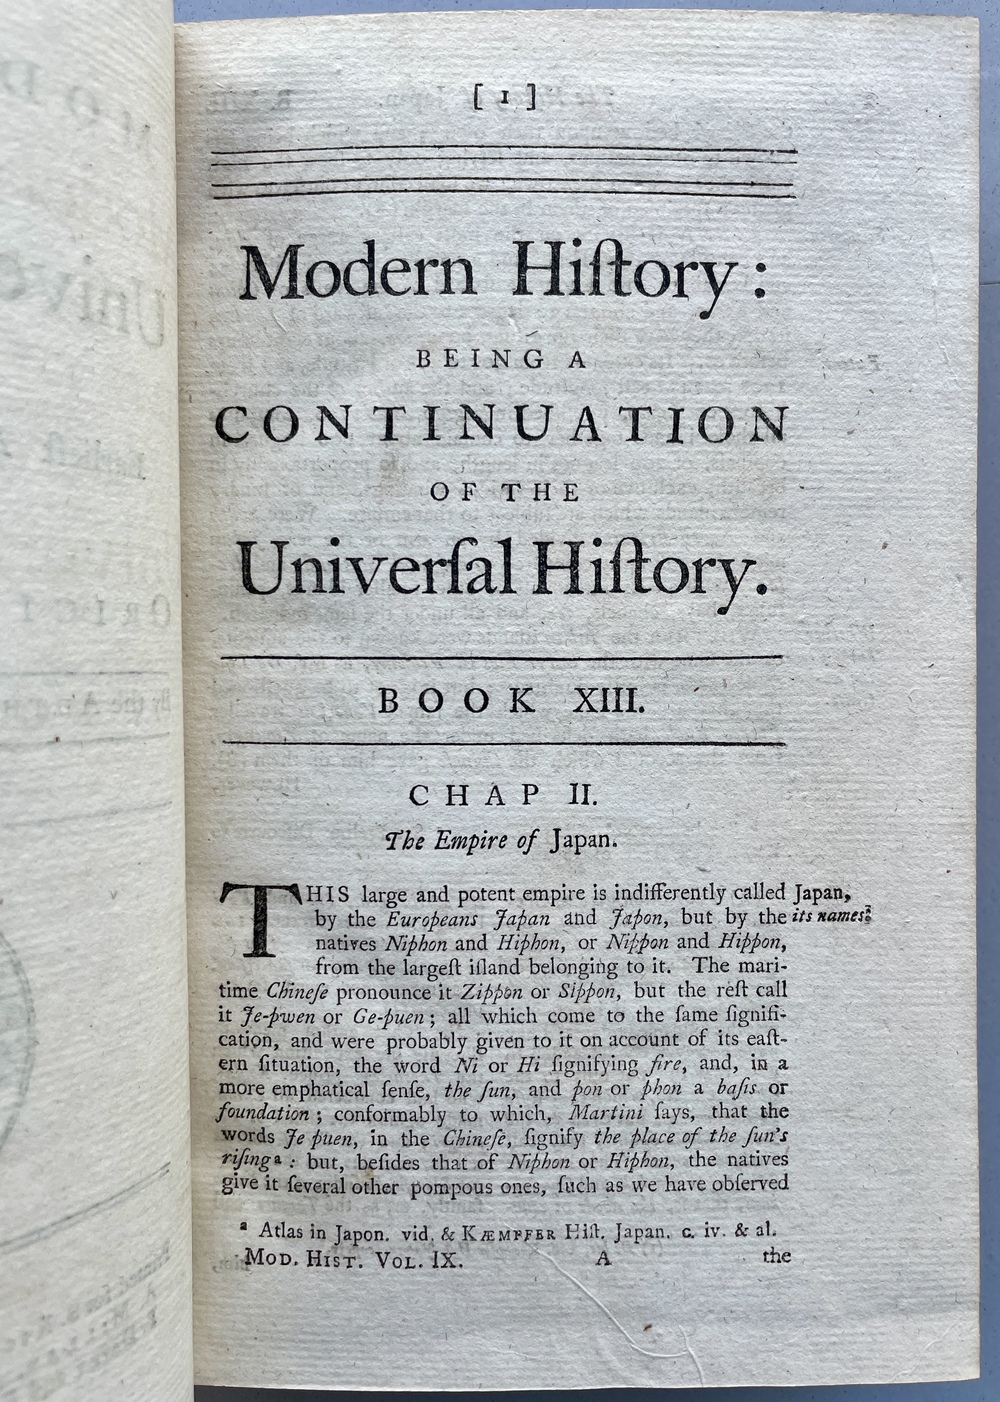 [ 1 ]
Modern Hiſtory:
BEING A
CONTINUATION
OF THE
Univerſal Hiſtory.
BOOK XIII.
CHAP II.
The Empire of Japan.
THIS large and potent empire is indifferently called Japan,
by the Europeans Japan and Japon, but by the its names.
natives Niphon and Hiphon, or Nippon and Hippon,
from the largeſt iſland belonging to it. The mari-
time Chineſe pronounce it Zippon or Sippon, but the reſt call
it Je-pwen or Ge-puen; all which come to the ſame ſignifi-
cation, and were probably given to it on account of its eaſt-
ern ſituation, the word Ni or Hi ſignifying fire, and, in a
more emphatical ſenſe, the ſun, and pon or phon a baſis or
foundation; conformably to which, Martini ſays, that the
words Je puen, in the Chineſe, ſignify the place of the ſun's
riſing a: but, beſides that of Niphon or Hiphon, the natives
give it ſeveral other pompous ones, ſuch as we have obſerved
a Atlas in Japon. vid. & KÆMPFER Hiſt. Japan. c. iv. & al.
MOD. HIST. VOL. IX. A the